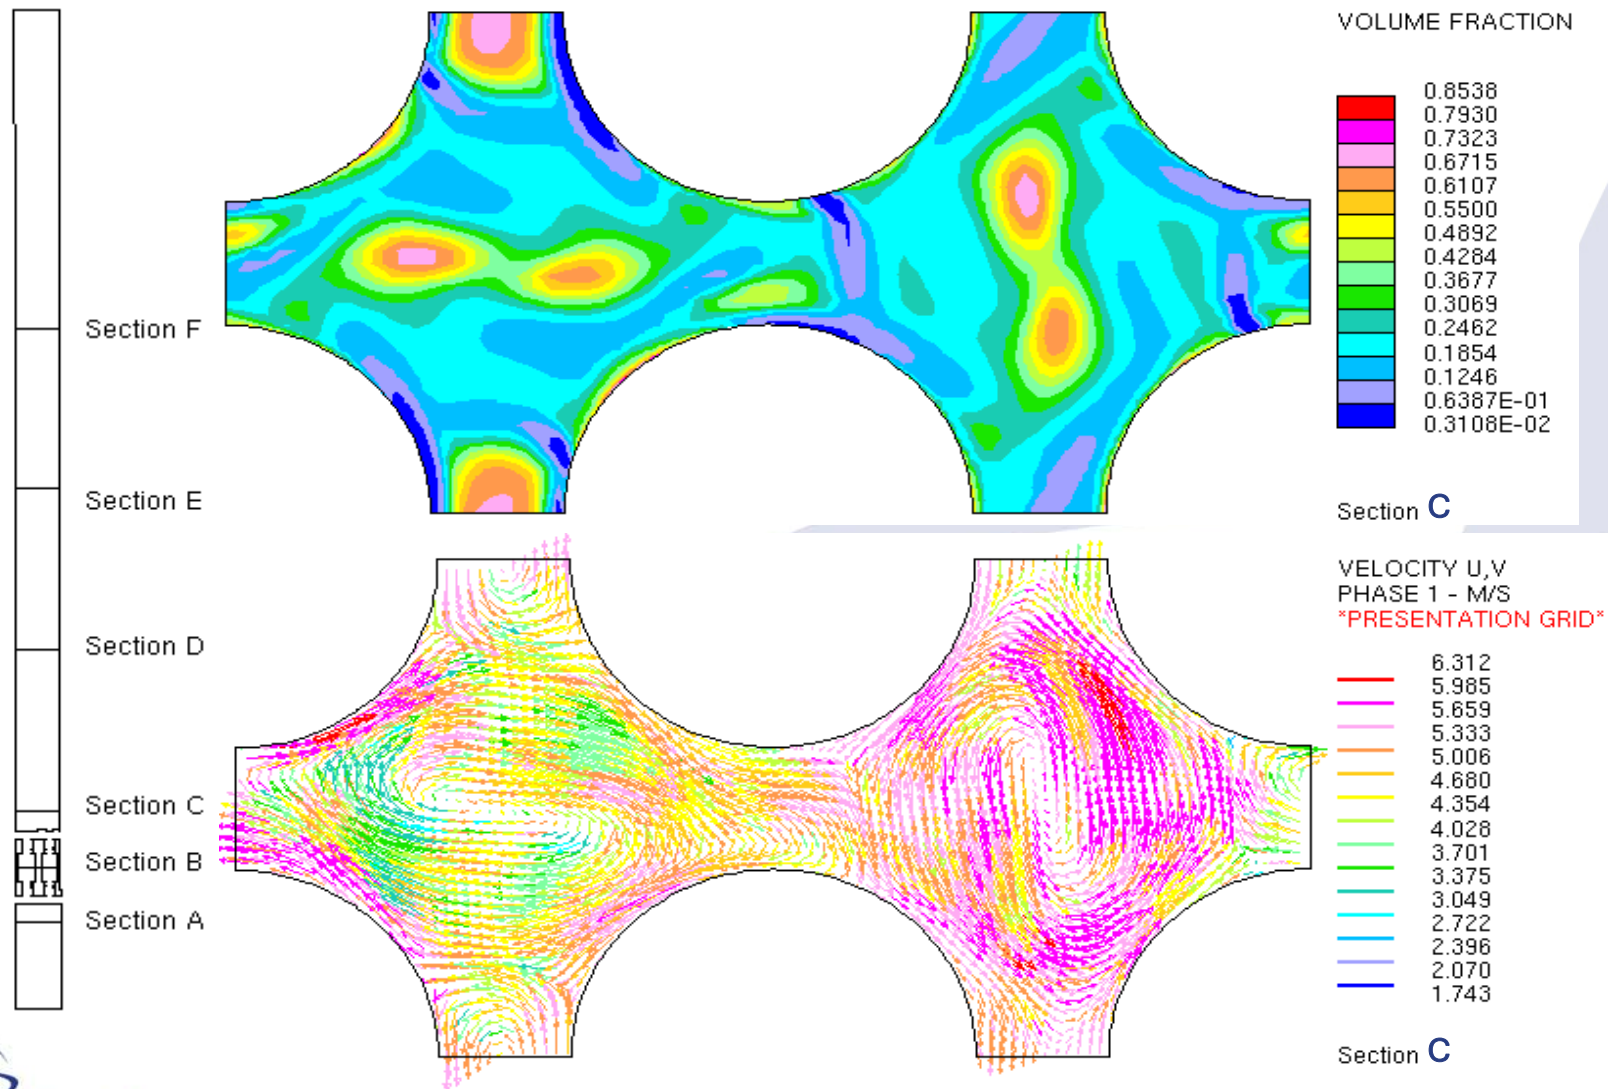 Section F
Section E
Section D
Section C
Section B
Section A
VOLUME FRACTION
0.8538
0.7930
0.7323
0.6715
0.6107
0.5500
0.4892
0.4284
0.3677
0.3069
0.2462
0.1854
0.1246
0.6387E-01
0.3108E-02
Section C
VELOCITY U,V
PHASE 1 - M/S
*PRESENTATION GRID*
6.312
5.985
5.659
5.333
5.006
4.680
4.354
4.028
3.701
3.375
3.049
2.722
2.396
2.070
1.743
Section C